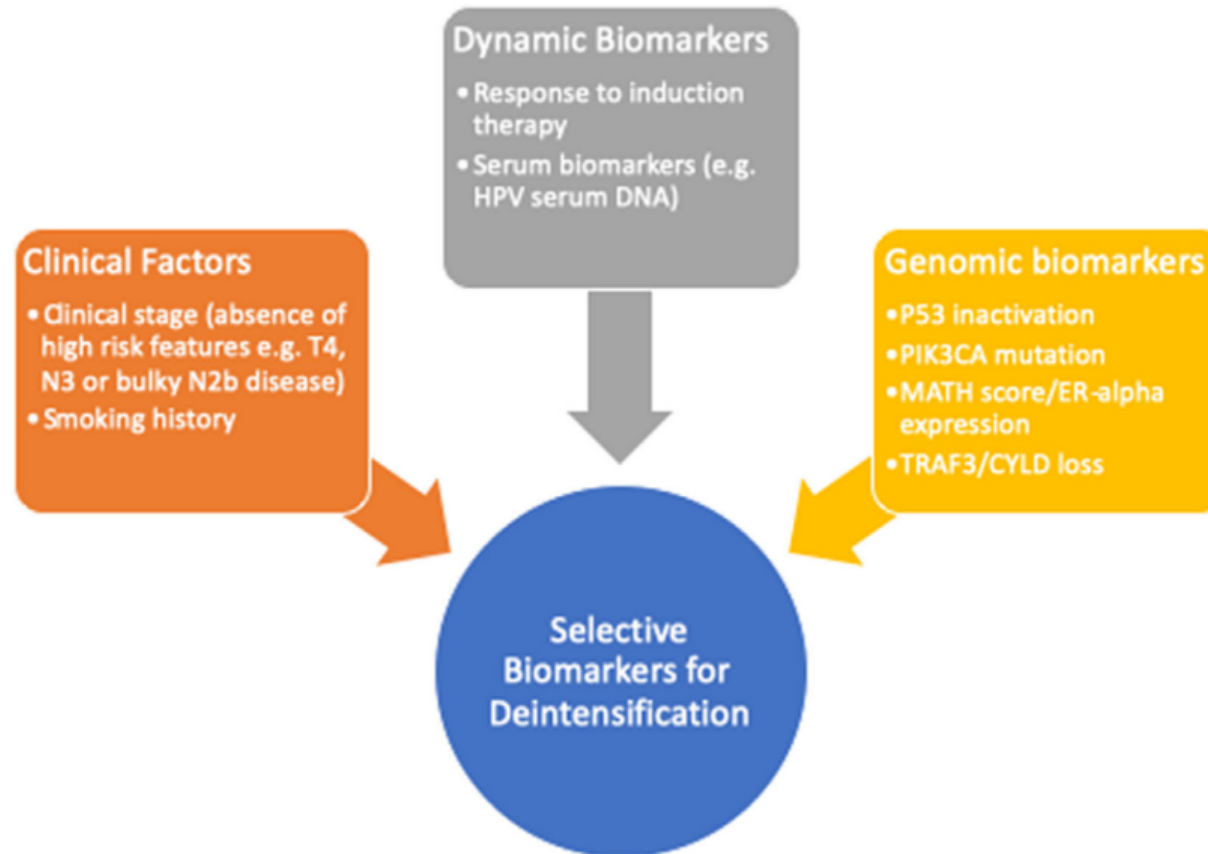 Dynamic Biomarkers
• Response to induction
therapy
• Serum biomarkers (e.g.
HPV serum DNA)
Clinical Factors
• Clinical stage (absence of
high risk features e.g. T4,
N3 or bulky N2b disease)
• Smoking history
Genomic biomarkers
•P53 inactivation
•PIK3CA mutation
•MATH score/ER-alpha
expression
•TRAF3/CYLD loss
Selective
Biomarkers for
Deintensification